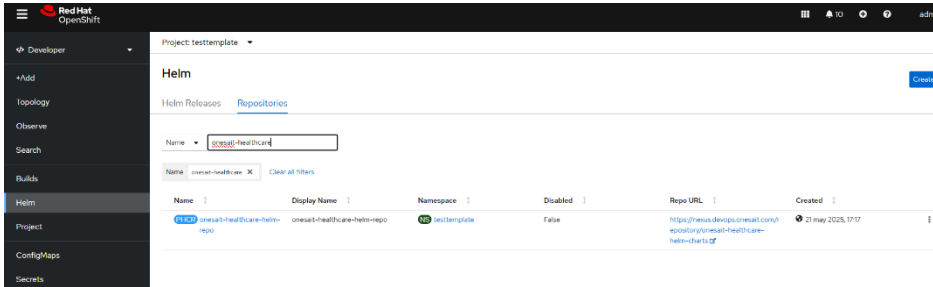 Red Hat
OpenShift
10
Developer
Project: testtemplate
+Add
Helm
Create
Topology
Helm Releases Repositories
Observe
Search
Name onesait-healthcare
Name onesait-healthcare Clear all filters
Builds
Helm
Name Display Name Namespace Disabled Repo URL Created
PHCR onesait-healthcare-helm-repo onesait-healthcare-helm-repo NS testtemplate False https://nexus.devops.onesait.com/repository/onesait-healthcare-helm-charts 21 may 2025, 17:17
Project
ConfigMaps
Secrets